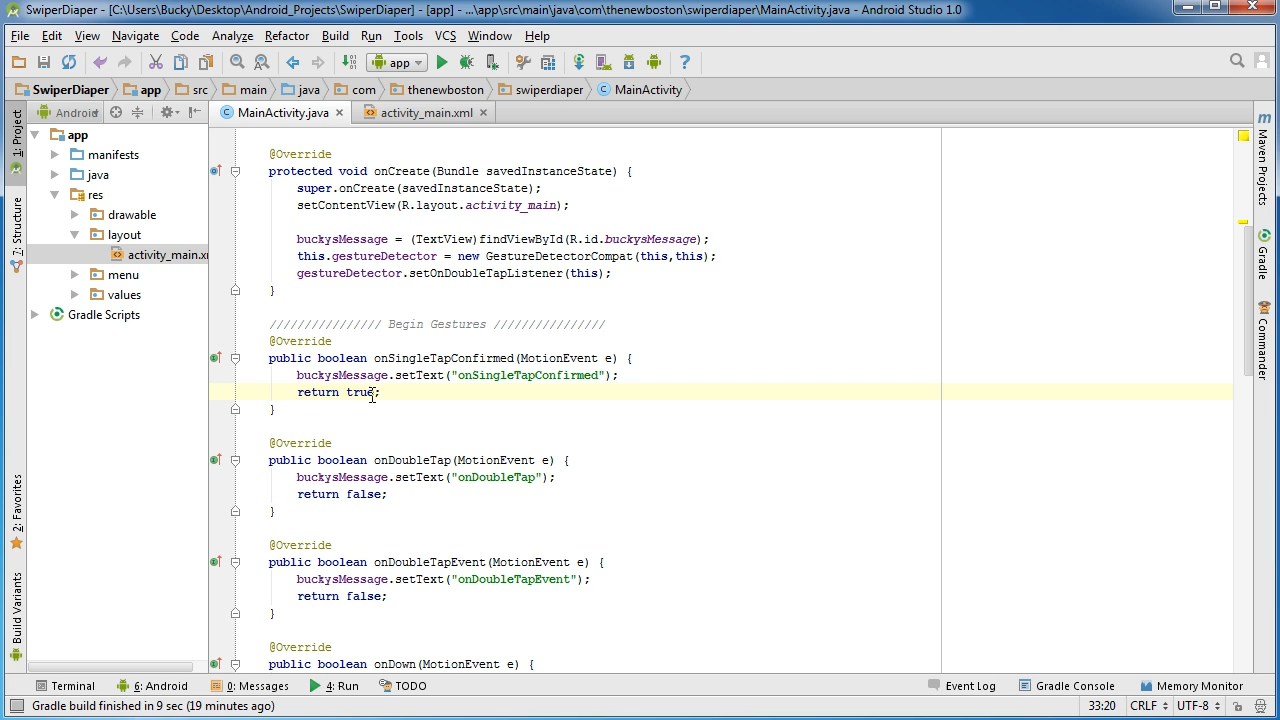 SwiperDiaper - [C:\Users\Bucky\Desktop\Android_Projects\SwiperDiaper] - [app] - ...\app\src\main\java\com\thenewboston\swiperdiaper\MainActivity.java - Android Studio 1.0
File Edit View Navigate Code Analyze Refactor Build Run Tools VCS Window Help
app
SwiperDiaper app src main java com thenewboston swiperdiaper MainActivity
Android MainActivity.java activity_main.xml
1: Project
7: Structure
2: Favorites
Build Variants
app
manifests
java
res
drawable
layout
activity_main.x
menu
values
Gradle Scripts
@Override
protected void onCreate(Bundle savedInstanceState) {
super.onCreate(savedInstanceState);
setContentView(R.layout.activity_main);
buckysMessage = (TextView)findViewById(R.id.buckysMessage);
this.gestureDetector = new GestureDetectorCompat(this,this);
gestureDetector.setOnDoubleTapListener(this);
}
//////////////// Begin Gestures ////////////////
@Override
public boolean onSingleTapConfirmed(MotionEvent e) {
buckysMessage.setText("onSingleTapConfirmed");
return true;
}
@Override
public boolean onDoubleTap(MotionEvent e) {
buckysMessage.setText("onDoubleTap");
return false;
}
@Override
public boolean onDoubleTapEvent(MotionEvent e) {
buckysMessage.setText("onDoubleTapEvent");
return false;
}
@Override
public boolean onDown(MotionEvent e) {
m
Maven Projects
Gradle
Commander
Terminal 6: Android 0: Messages 4: Run TODO Event Log Gradle Console Memory Monitor
Gradle build finished in 9 sec (19 minutes ago) 33:20 CRLF UTF-8